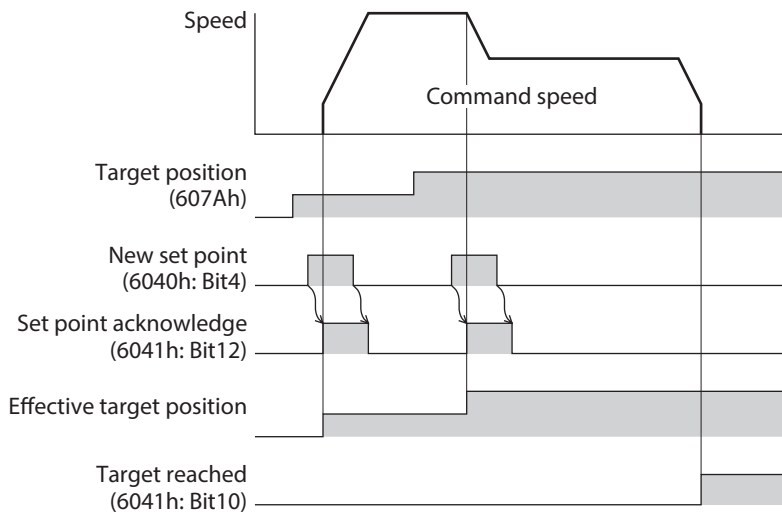 Speed
Command speed
Target position
(607Ah)
New set point
(6040h: Bit4)
Set point acknowledge
(6041h: Bit12)
Effective target position
Target reached
(6041h: Bit10)